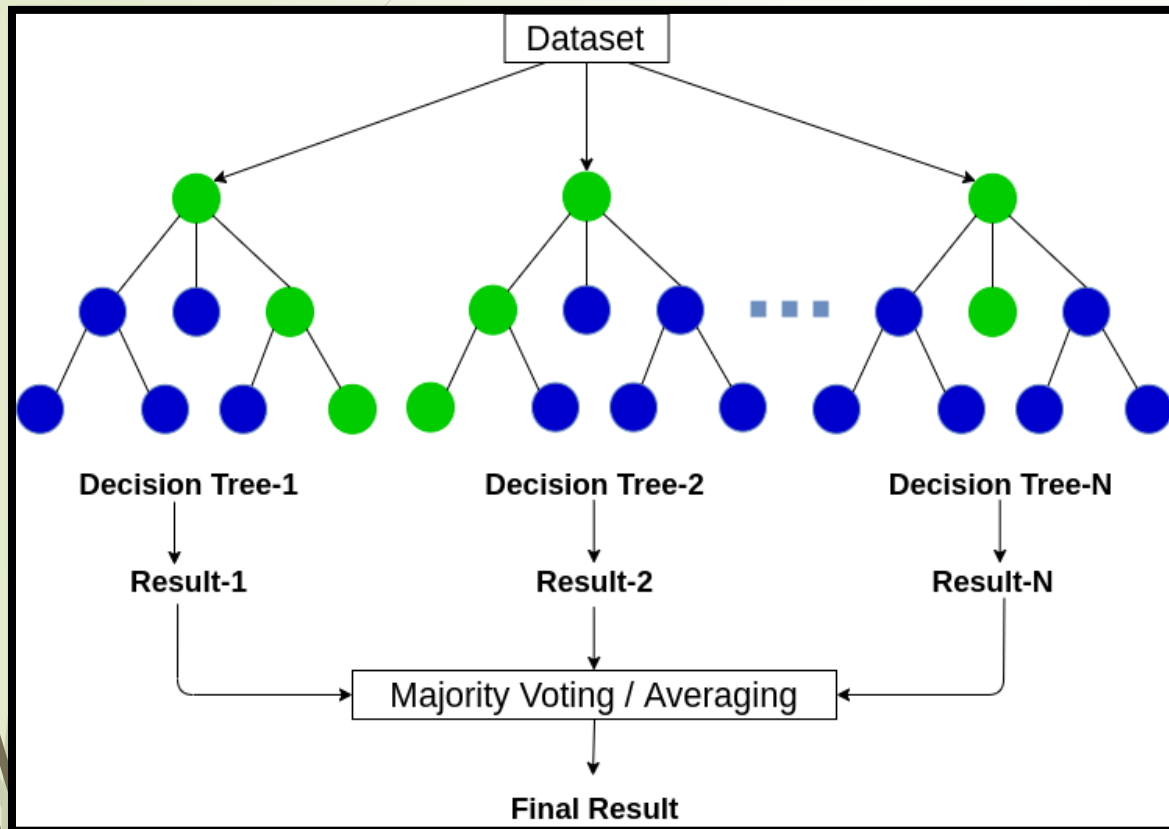 Dataset
Decision Tree-1
Decision Tree-2
Decision Tree-N
Result-1
Result-2
Result-N
Majority Voting / Averaging
Final Result